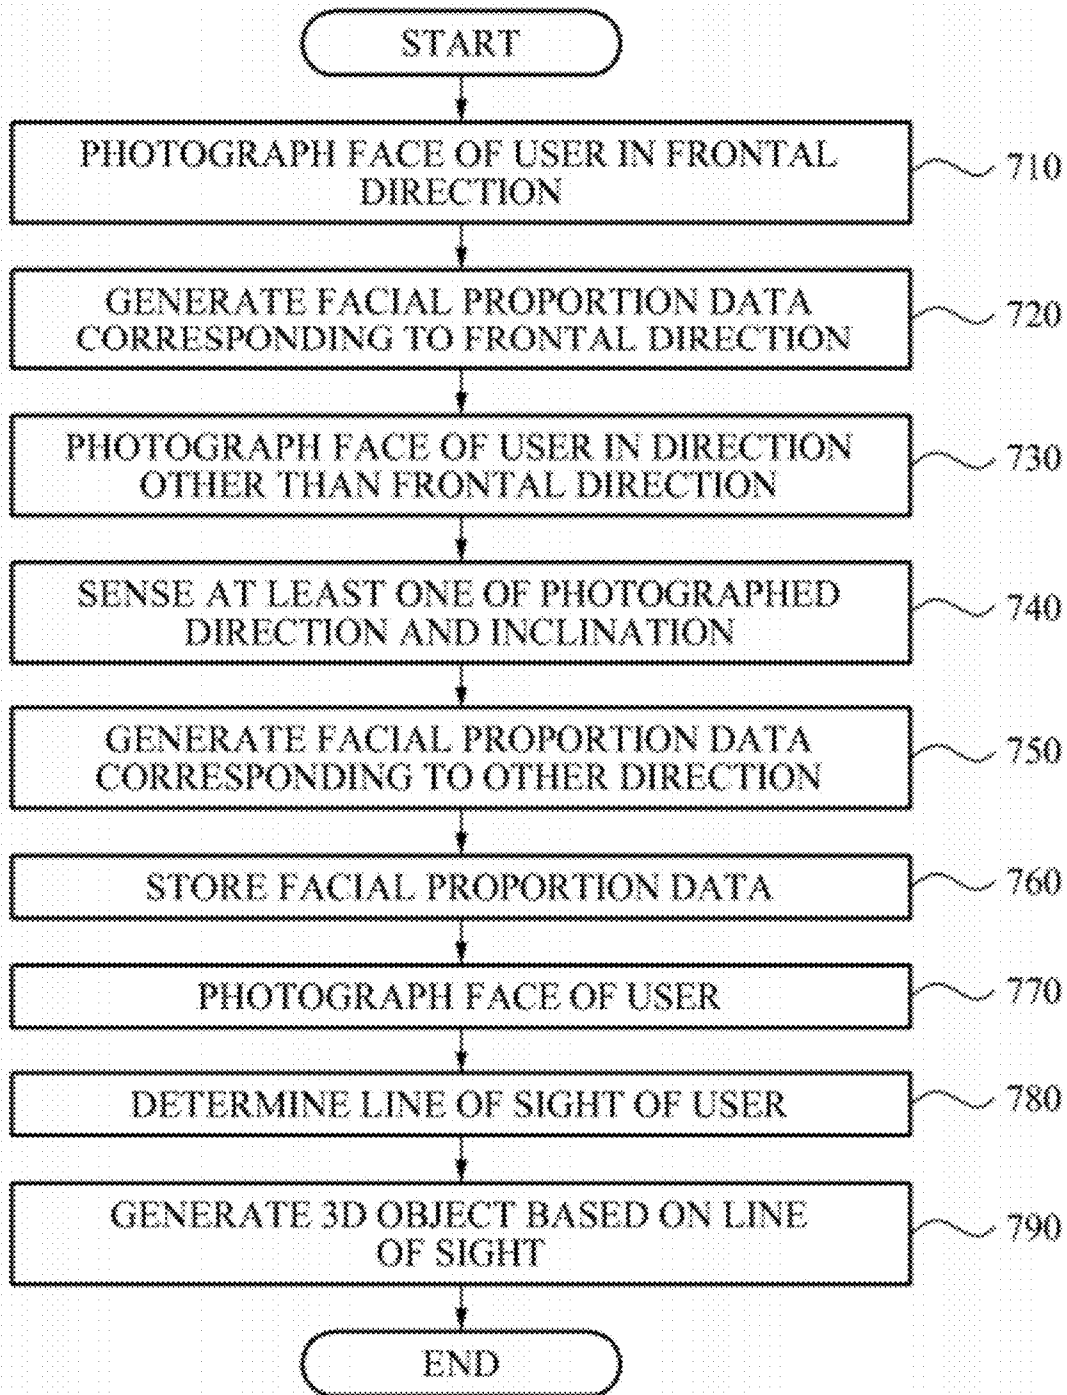 START
PHOTOGRAPH FACE OF USER IN FRONTAL
DIRECTION
710
GENERATE FACIAL PROPORTION DATA
CORRESPONDING TO FRONTAL DIRECTION
720
PHOTOGRAPH FACE OF USER IN DIRECTION
OTHER THAN FRONTAL DIRECTION
730
SENSE AT LEAST ONE OF PHOTOGRAPHED
DIRECTION AND INCLINATION
740
GENERATE FACIAL PROPORTION DATA
CORRESPONDING TO OTHER DIRECTION
750
STORE FACIAL PROPORTION DATA
760
PHOTOGRAPH FACE OF USER
770
DETERMINE LINE OF SIGHT OF USER
780
GENERATE 3D OBJECT BASED ON LINE
OF SIGHT
790
END